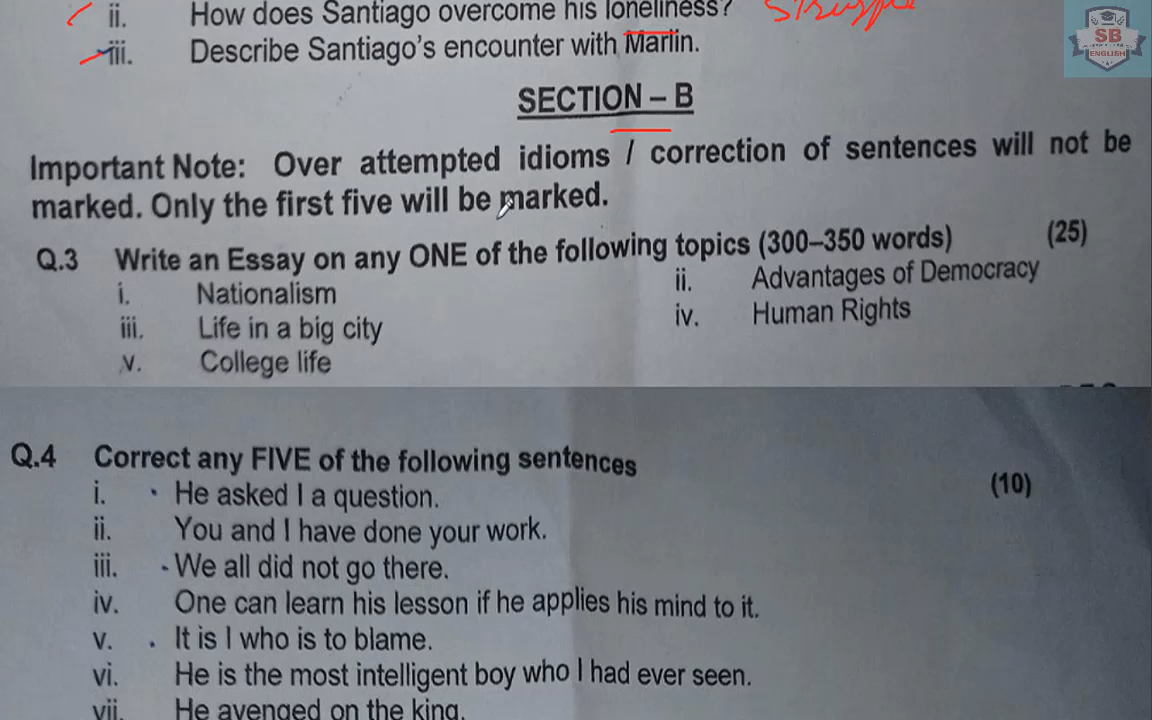 ii. How does Santiago overcome his loneliness?
iii. Describe Santiago's encounter with Marlin.
SB
ENGLISH
SECTION – B
Important Note: Over attempted idioms / correction of sentences will not be
marked. Only the first five will be marked.
Q.3 Write an Essay on any ONE of the following topics (300–350 words) (25)
i. Nationalism ii. Advantages of Democracy
iii. Life in a big city iv. Human Rights
v. College life
Q.4 Correct any FIVE of the following sentences (10)
i. He asked I a question.
ii. You and I have done your work.
iii. We all did not go there.
iv. One can learn his lesson if he applies his mind to it.
v. It is I who is to blame.
vi. He is the most intelligent boy who I had ever seen.
vii. He avenged on the king.